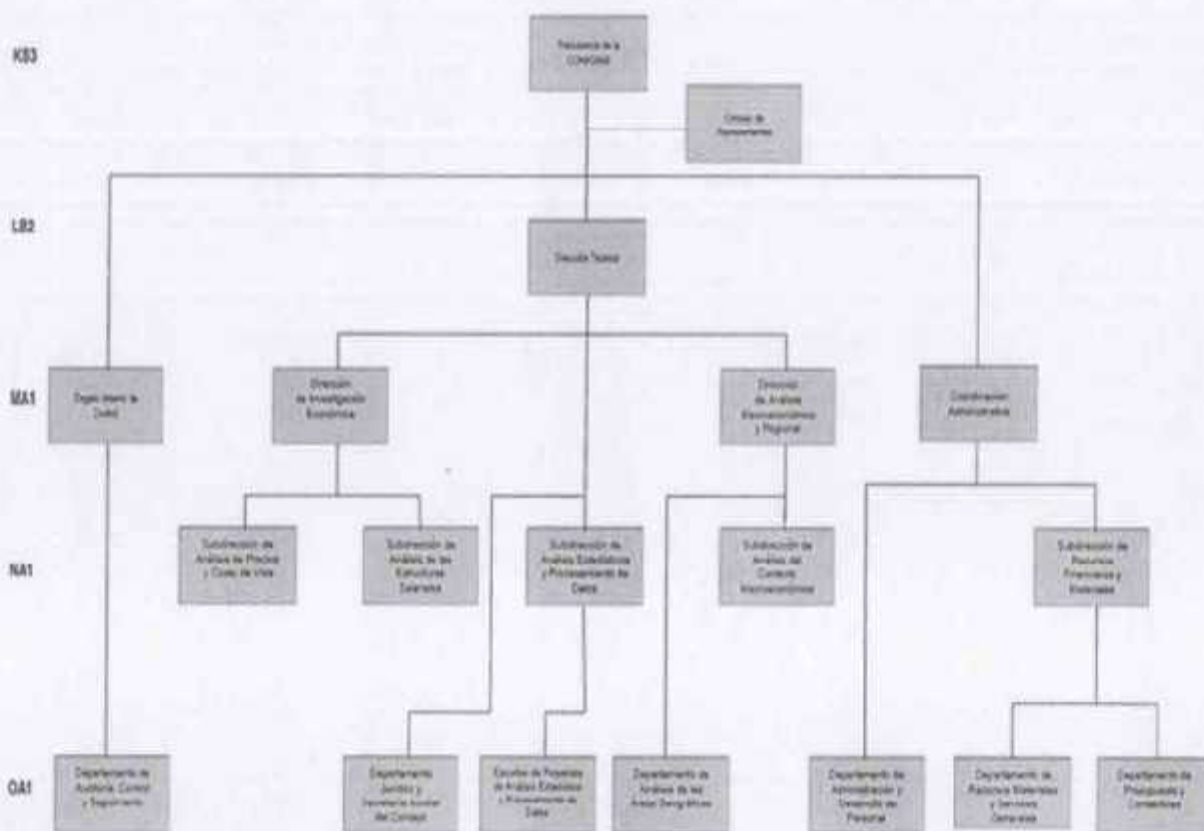 KB3
Presidencia de la
CONASAMI
Consejo de
Representantes
LB2
Dirección Técnica
MA1
Órgano Interno de
Control
Dirección
de Investigación
Económica
Dirección
de Análisis
Macroeconómico
y Regional
Coordinación
Administrativa
NA1
Subdirección de
Análisis de Precios
y Costo de Vida
Subdirección de
Análisis de las
Estructuras
Salariales
Subdirección de
Análisis Estadísticos
y Procesamiento de
Datos
Subdirección de
Análisis del
Contexto
Macroeconómico
Subdirección de
Recursos
Financieros y
Materiales
OA1
Departamento de
Auditoría, Control
y Seguimiento
Departamento
Jurídico y
Secretaría Auxiliar
del Consejo
de Análisis Estadístico
y Procesamiento de
Datos
Departamento de
Análisis de las
Áreas Geográficas
Departamento de
Administración y
Desarrollo de
Personal
Departamento de
Recursos Materiales
y Servicios
Generales
Departamento de
Presupuesto y
Contabilidad